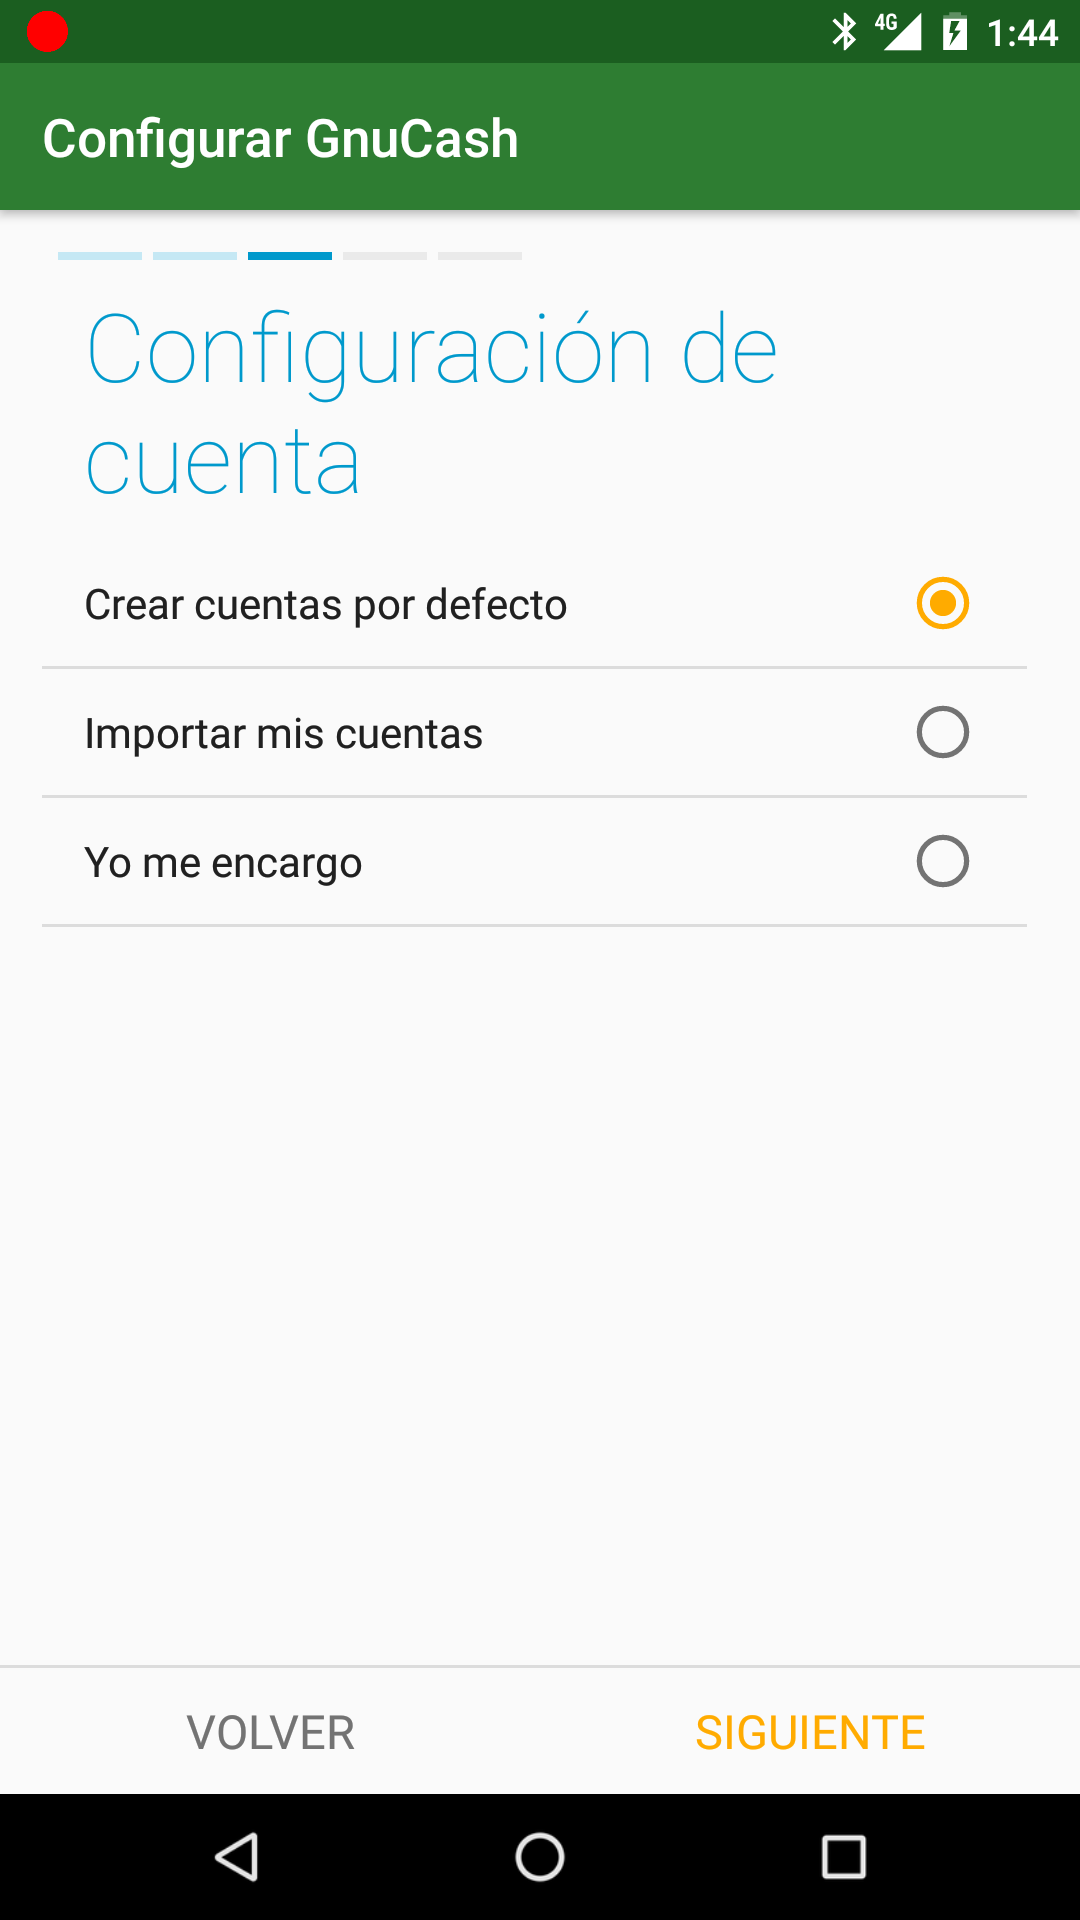 4G 1:44
Configurar GnuCash
Configuración de
cuenta
Crear cuentas por defecto
Importar mis cuentas
Yo me encargo
VOLVER SIGUIENTE